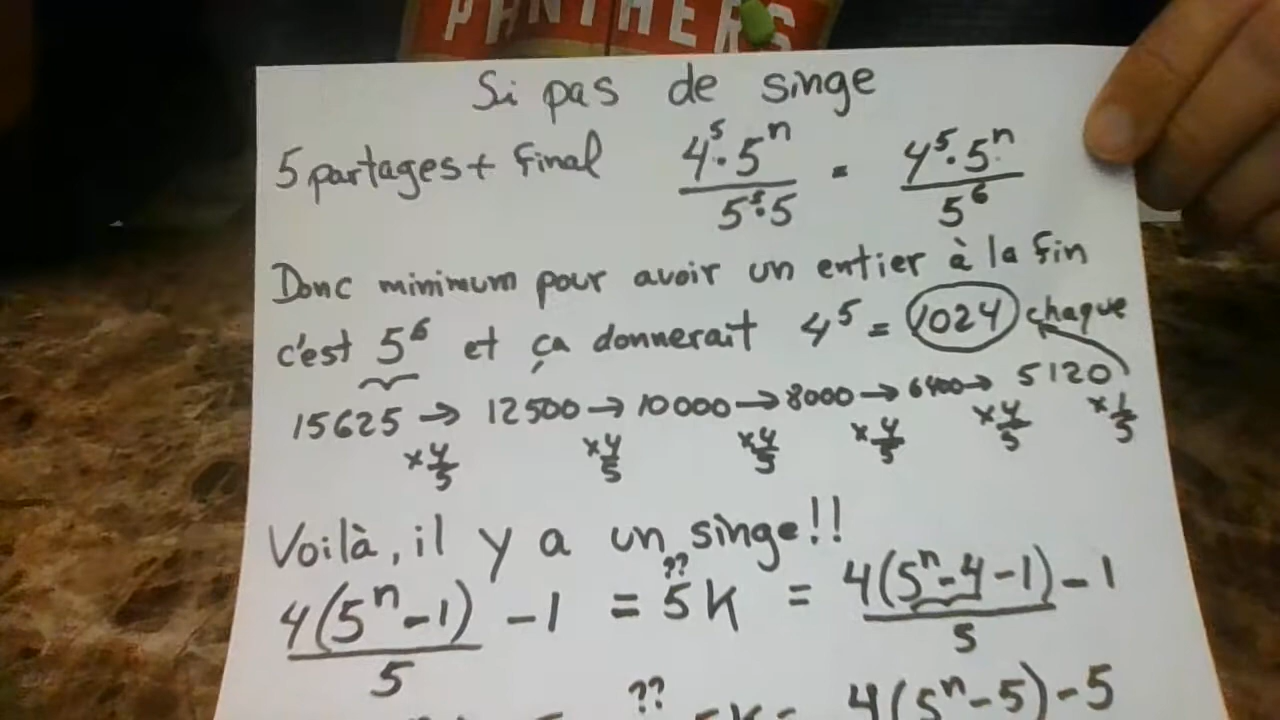 PANTHERS
Si pas de singe
5 partages + final 4⁵·5ⁿ / 5⁵·5 = 4⁵·5ⁿ / 5⁶
Donc minimum pour avoir un entier à la fin
c'est 5⁶ et ça donnerait 4⁵ = 1024 chaque
15625 → 12500 → 10000 → 8000 → 6400 → 5120
×4/5 ×4/5 ×4/5 ×4/5 ×4/5 ×1/5
Voilà, il y a un singe!!
??
4(5ⁿ-1)/5 - 1 = 5k = 4(5ⁿ-4-1)/5 - 1
??
4(5ⁿ-5)-5